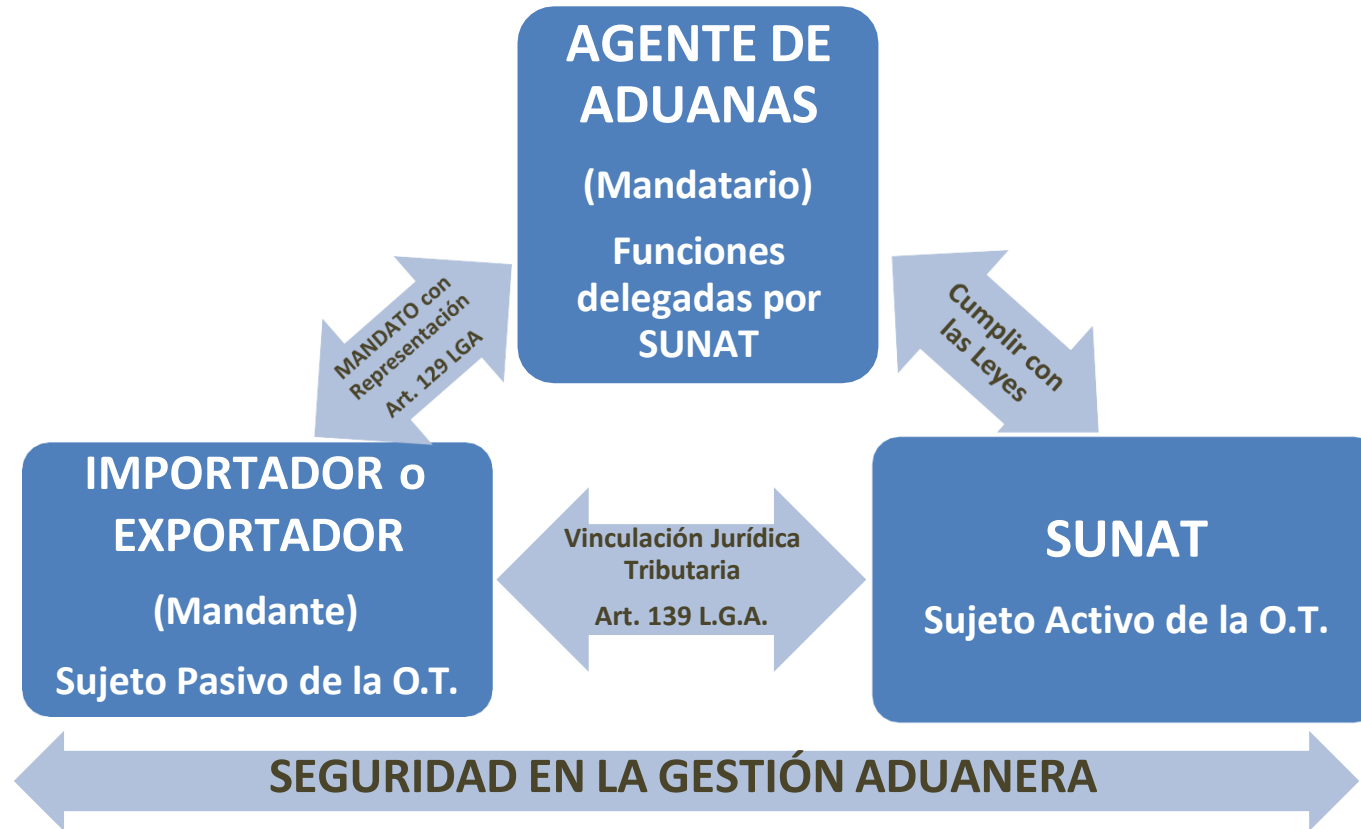 AGENTE DE
ADUANAS
(Mandatario)
Funciones
delegadas por
SUNAT
MANDATO con
Representación
Art. 129 LGA
Cumplir con
las Leyes
IMPORTADOR o
EXPORTADOR
(Mandante)
Sujeto Pasivo de la O.T.
Vinculación Jurídica
Tributaria
Art. 139 L.G.A.
SUNAT
Sujeto Activo de la O.T.
SEGURIDAD EN LA GESTIÓN ADUANERA